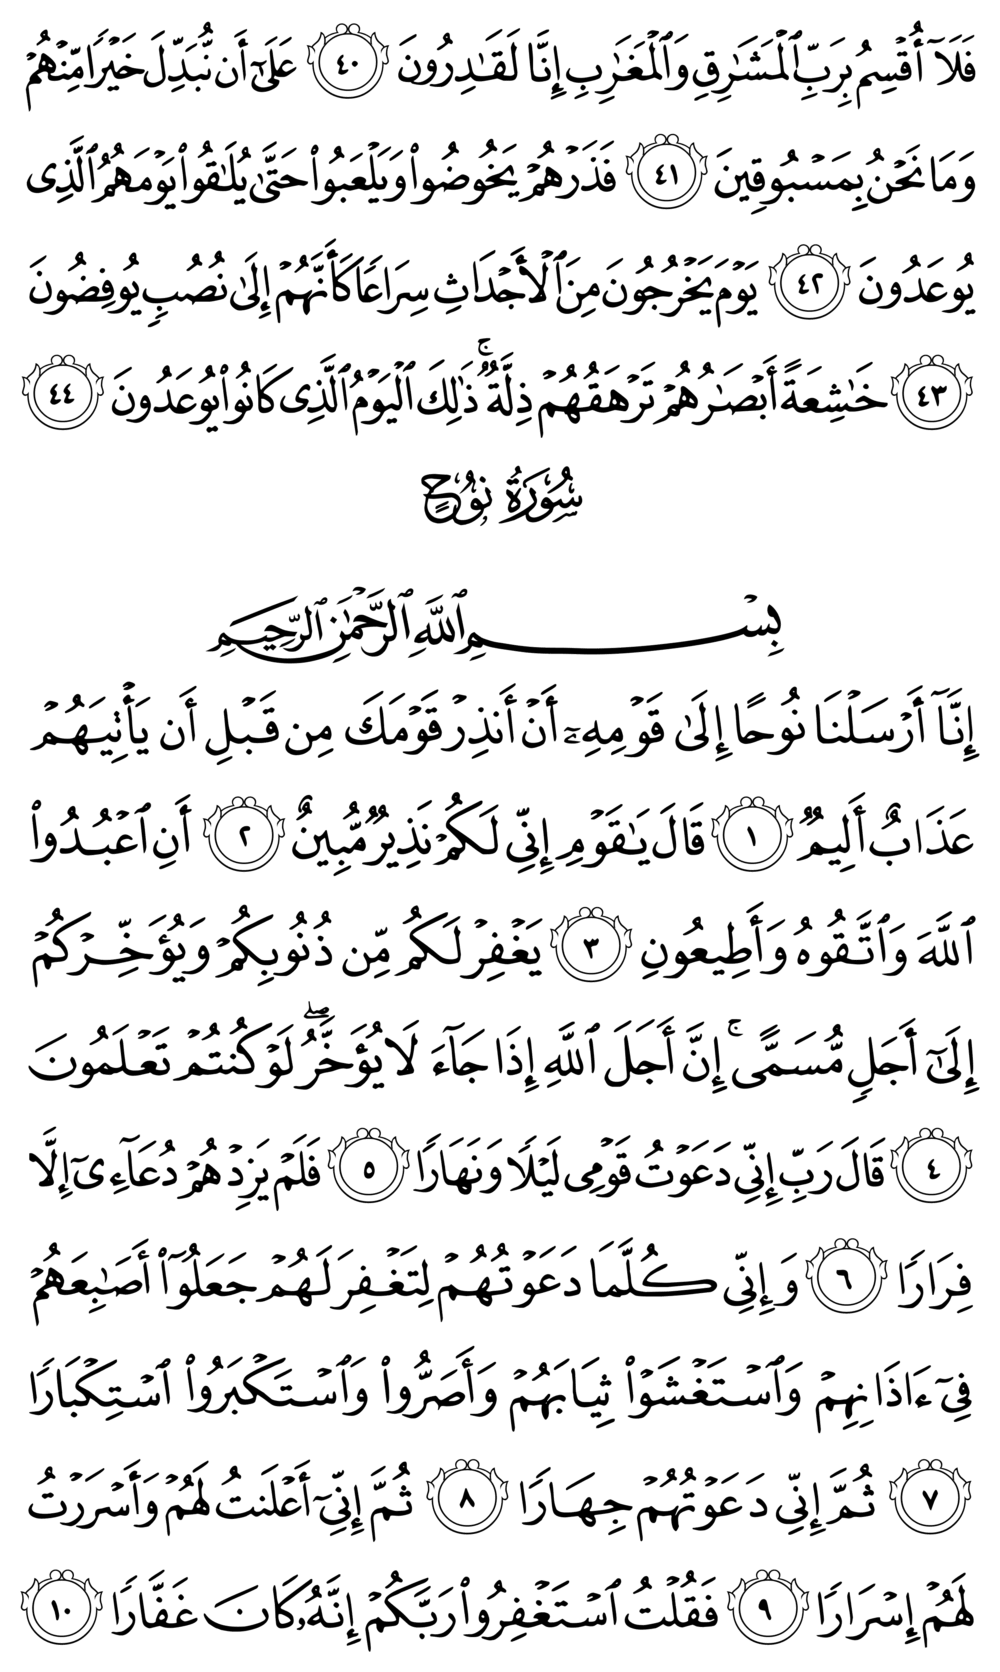 فَلَآ أُقۡسِمُ بِرَبِّ ٱلۡمَشَٰرِقِ وَٱلۡمَغَٰرِبِ إِنَّا لَقَٰدِرُونَ ٤٠ عَلَىٰٓ أَن نُّبَدِّلَ خَيۡرٗا مِّنۡهُمۡ
وَمَا نَحۡنُ بِمَسۡبُوقِينَ ٤١ فَذَرۡهُمۡ يَخُوضُواْ وَيَلۡعَبُواْ حَتَّىٰ يُلَٰقُواْ يَوۡمَهُمُ ٱلَّذِي
يُوعَدُونَ ٤٢ يَوۡمَ يَخۡرُجُونَ مِنَ ٱلۡأَجۡدَاثِ سِرَاعٗا كَأَنَّهُمۡ إِلَىٰ نُصُبٖ يُوفِضُونَ
٤٣ خَٰشِعَةً أَبۡصَٰرُهُمۡ تَرۡهَقُهُمۡ ذِلَّةٞۚ ذَٰلِكَ ٱلۡيَوۡمُ ٱلَّذِي كَانُواْ يُوعَدُونَ ٤٤
سُورَةُ نُوحٍ
بِسۡمِ ٱللَّهِ ٱلرَّحۡمَٰنِ ٱلرَّحِيمِ
إِنَّآ أَرۡسَلۡنَا نُوحًا إِلَىٰ قَوۡمِهِۦٓ أَنۡ أَنذِرۡ قَوۡمَكَ مِن قَبۡلِ أَن يَأۡتِيَهُمۡ
عَذَابٌ أَلِيمٞ ١ قَالَ يَٰقَوۡمِ إِنِّي لَكُمۡ نَذِيرٞ مُّبِينٌ ٢ أَنِ ٱعۡبُدُواْ
ٱللَّهَ وَٱتَّقُوهُ وَأَطِيعُونِ ٣ يَغۡفِرۡ لَكُم مِّن ذُنُوبِكُمۡ وَيُؤَخِّرۡكُمۡ
إِلَىٰٓ أَجَلٖ مُّسَمًّىۚ إِنَّ أَجَلَ ٱللَّهِ إِذَا جَآءَ لَا يُؤَخَّرُۖ لَوۡ كُنتُمۡ تَعۡلَمُونَ
٤ قَالَ رَبِّ إِنِّي دَعَوۡتُ قَوۡمِي لَيۡلٗا وَنَهَارٗا ٥ فَلَمۡ يَزِدۡهُمۡ دُعَآءِيٓ إِلَّا
فِرَارٗا ٦ وَإِنِّي كُلَّمَا دَعَوۡتُهُمۡ لِتَغۡفِرَ لَهُمۡ جَعَلُوٓاْ أَصَٰبِعَهُمۡ
فِيٓ ءَاذَانِهِمۡ وَٱسۡتَغۡشَوۡاْ ثِيَابَهُمۡ وَأَصَرُّواْ وَٱسۡتَكۡبَرُواْ ٱسۡتِكۡبَارٗا
٧ ثُمَّ إِنِّي دَعَوۡتُهُمۡ جِهَارٗا ٨ ثُمَّ إِنِّيٓ أَعۡلَنتُ لَهُمۡ وَأَسۡرَرۡتُ
لَهُمۡ إِسۡرَارٗا ٩ فَقُلۡتُ ٱسۡتَغۡفِرُواْ رَبَّكُمۡ إِنَّهُۥ كَانَ غَفَّارٗا ١٠